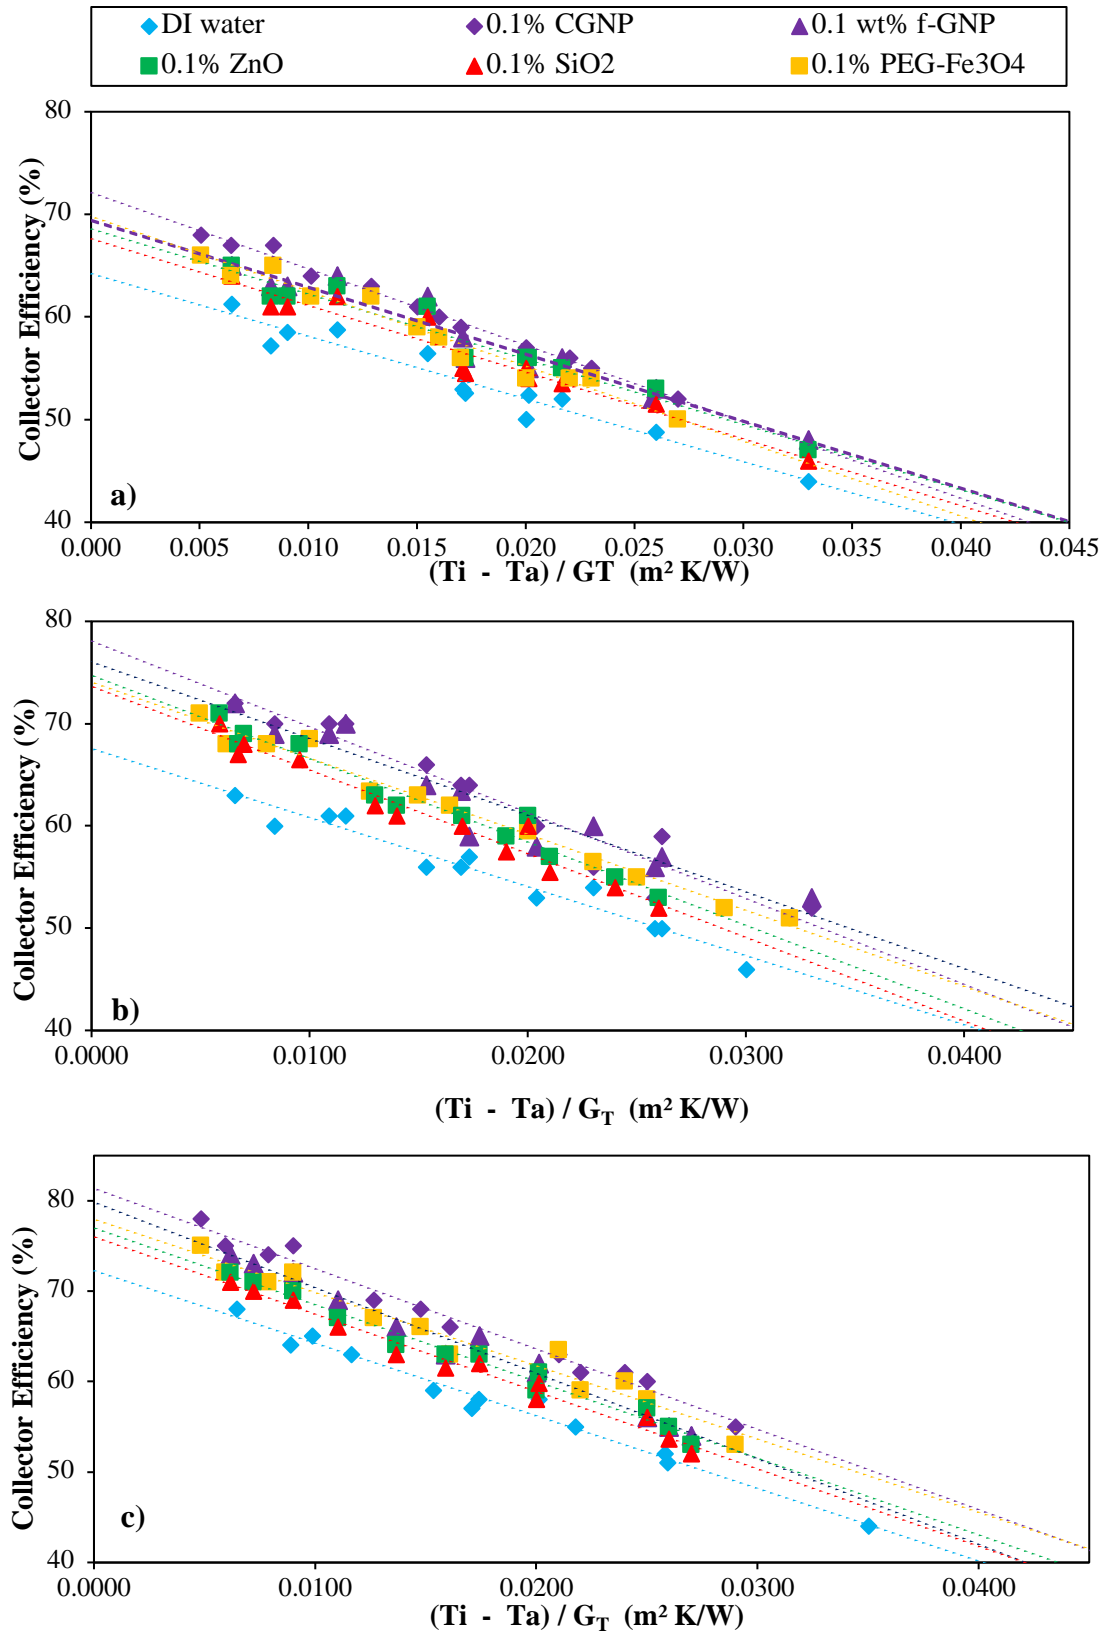 DI water 0.1% CGNP 0.1 wt% f-GNP
0.1% ZnO 0.1% SiO2 0.1% PEG-Fe3O4
80
70
60
50
40
Collector Efficiency (%)
a)
0.000 0.005 0.010 0.015 0.020 0.026 0.030 0.035 0.040 0.045
(Ti - Ta) / GT (m² K/W)
80
70
60
50
40
Collector Efficiency (%)
b)
0.0000 0.0100 0.0200 0.0300 0.0400
(Ti - Ta) / G_T (m² K/W)
80
70
60
50
40
Collector Efficiency (%)
c)
0.0000 0.0100 0.0200 0.0300 0.0400
(Ti - Ta) / G_T (m² K/W)